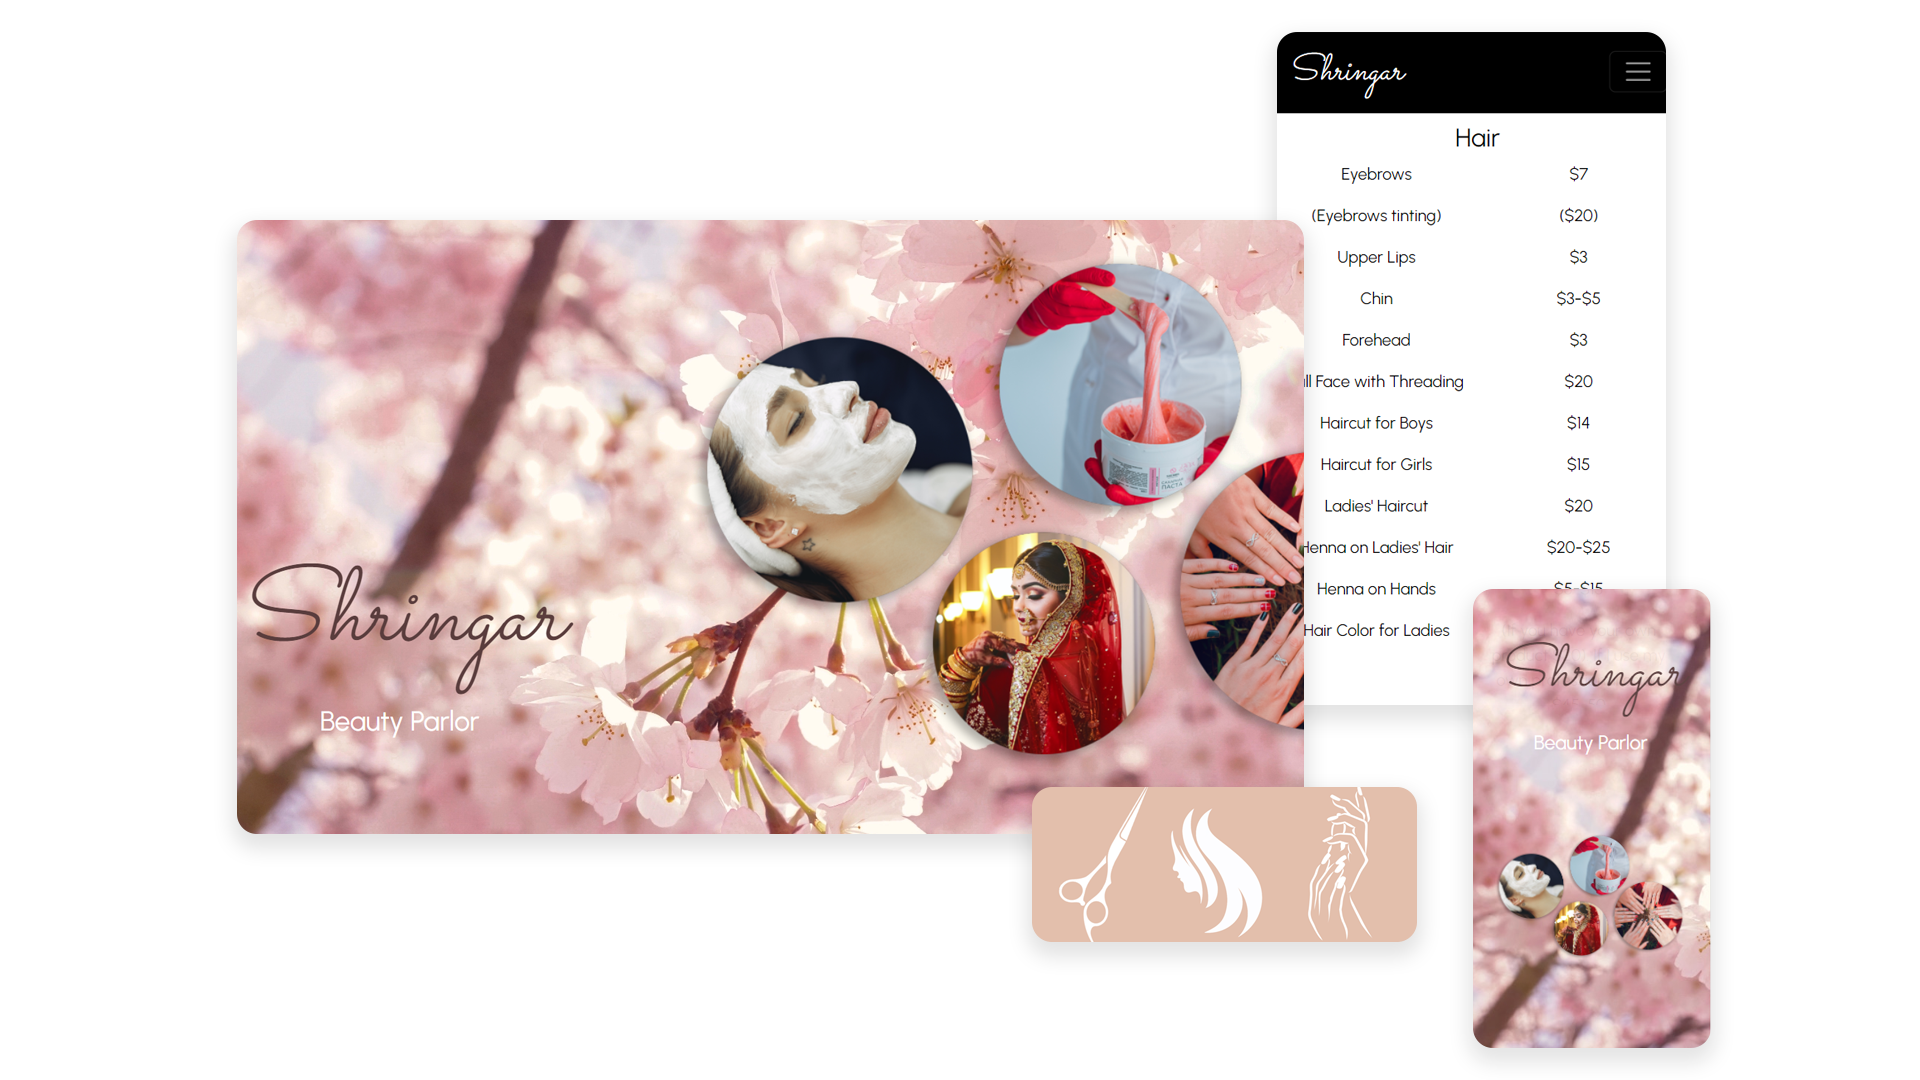 Shringar
Hair
Eyebrows $7
(Eyebrows tinting) ($20)
Upper Lips $3
Chin $3-$5
Forehead $3
ll Face with Threading $20
Haircut for Boys $14
Haircut for Girls $15
Ladies' Haircut $20
Henna on Ladies' Hair $20-$25
Henna on Hands $5-$15
Hair Color for Ladies
Shringar
Beauty Parlor
Shringar
Beauty Parlor